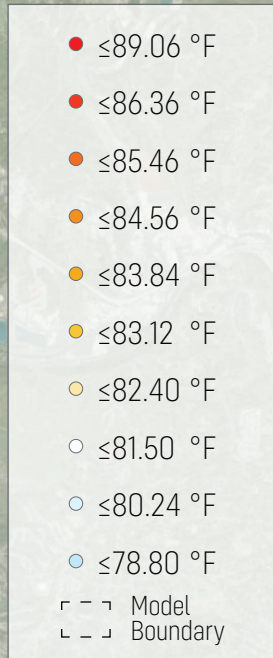 ≤89.06 °F
≤86.36 °F
≤85.46 °F
≤84.56 °F
≤83.84 °F
≤83.12 °F
≤82.40 °F
≤81.50 °F
≤80.24 °F
≤78.80 °F
Model
Boundary